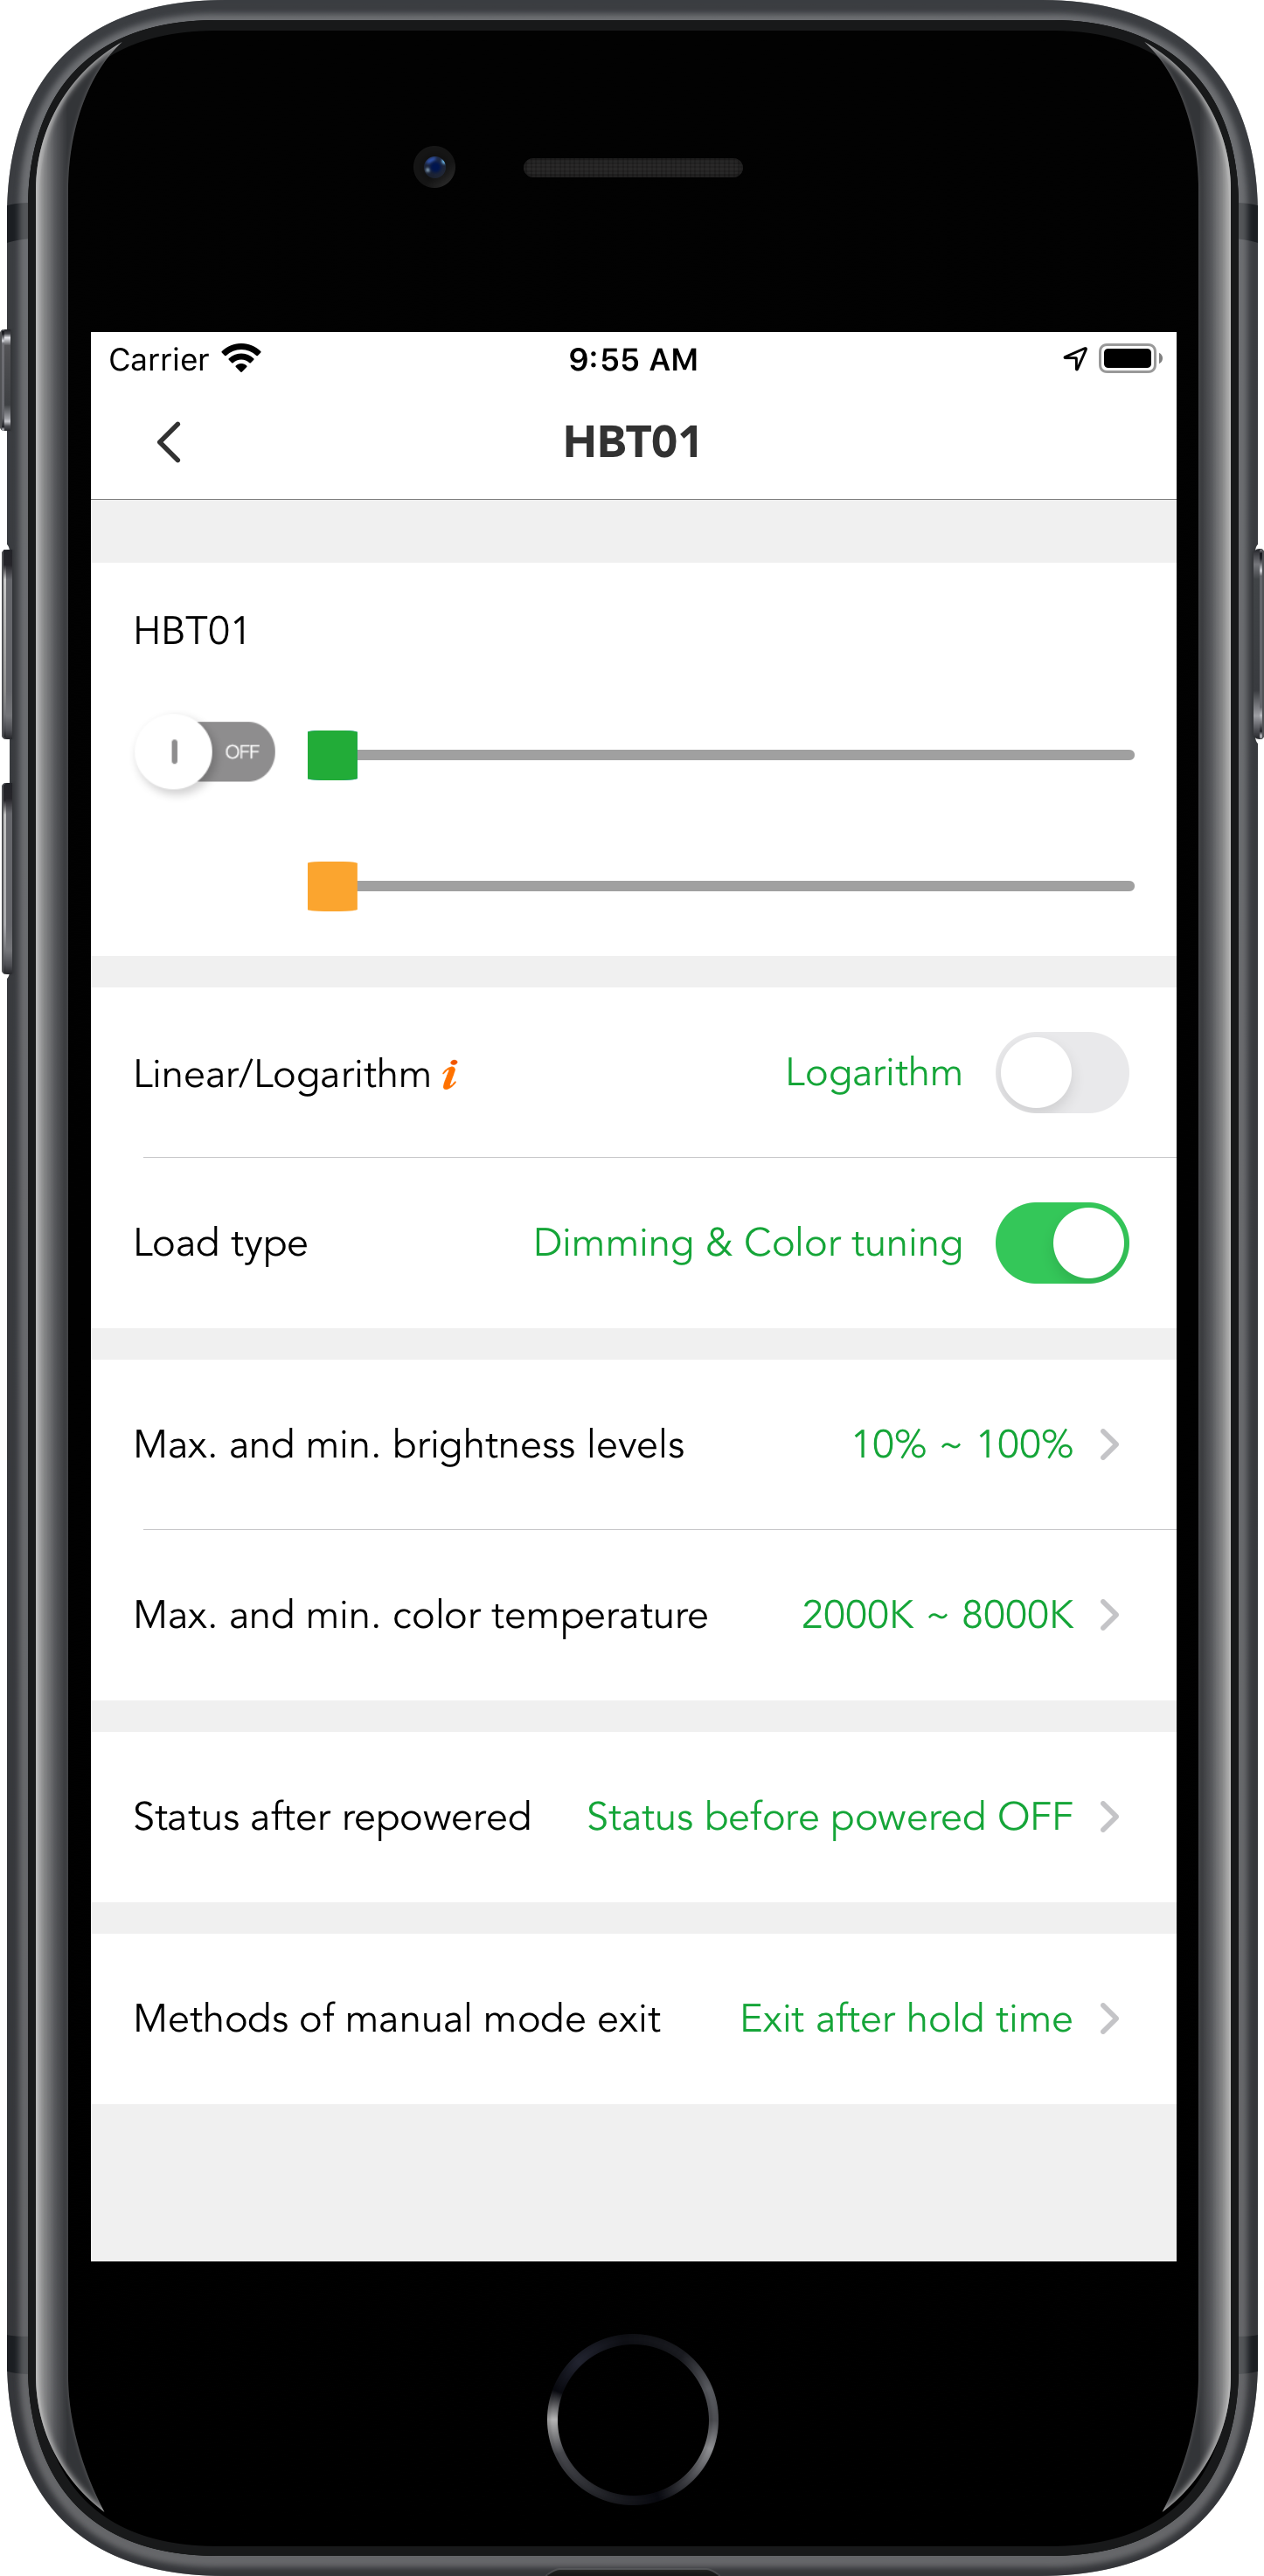 Carrier 9:55 AM
HBT01
HBT01
OFF
Linear/Logarithm i Logarithm
Load type Dimming & Color tuning
Max. and min. brightness levels 10% ~ 100%
Max. and min. color temperature 2000K ~ 8000K
Status after repowered Status before powered OFF
Methods of manual mode exit Exit after hold time